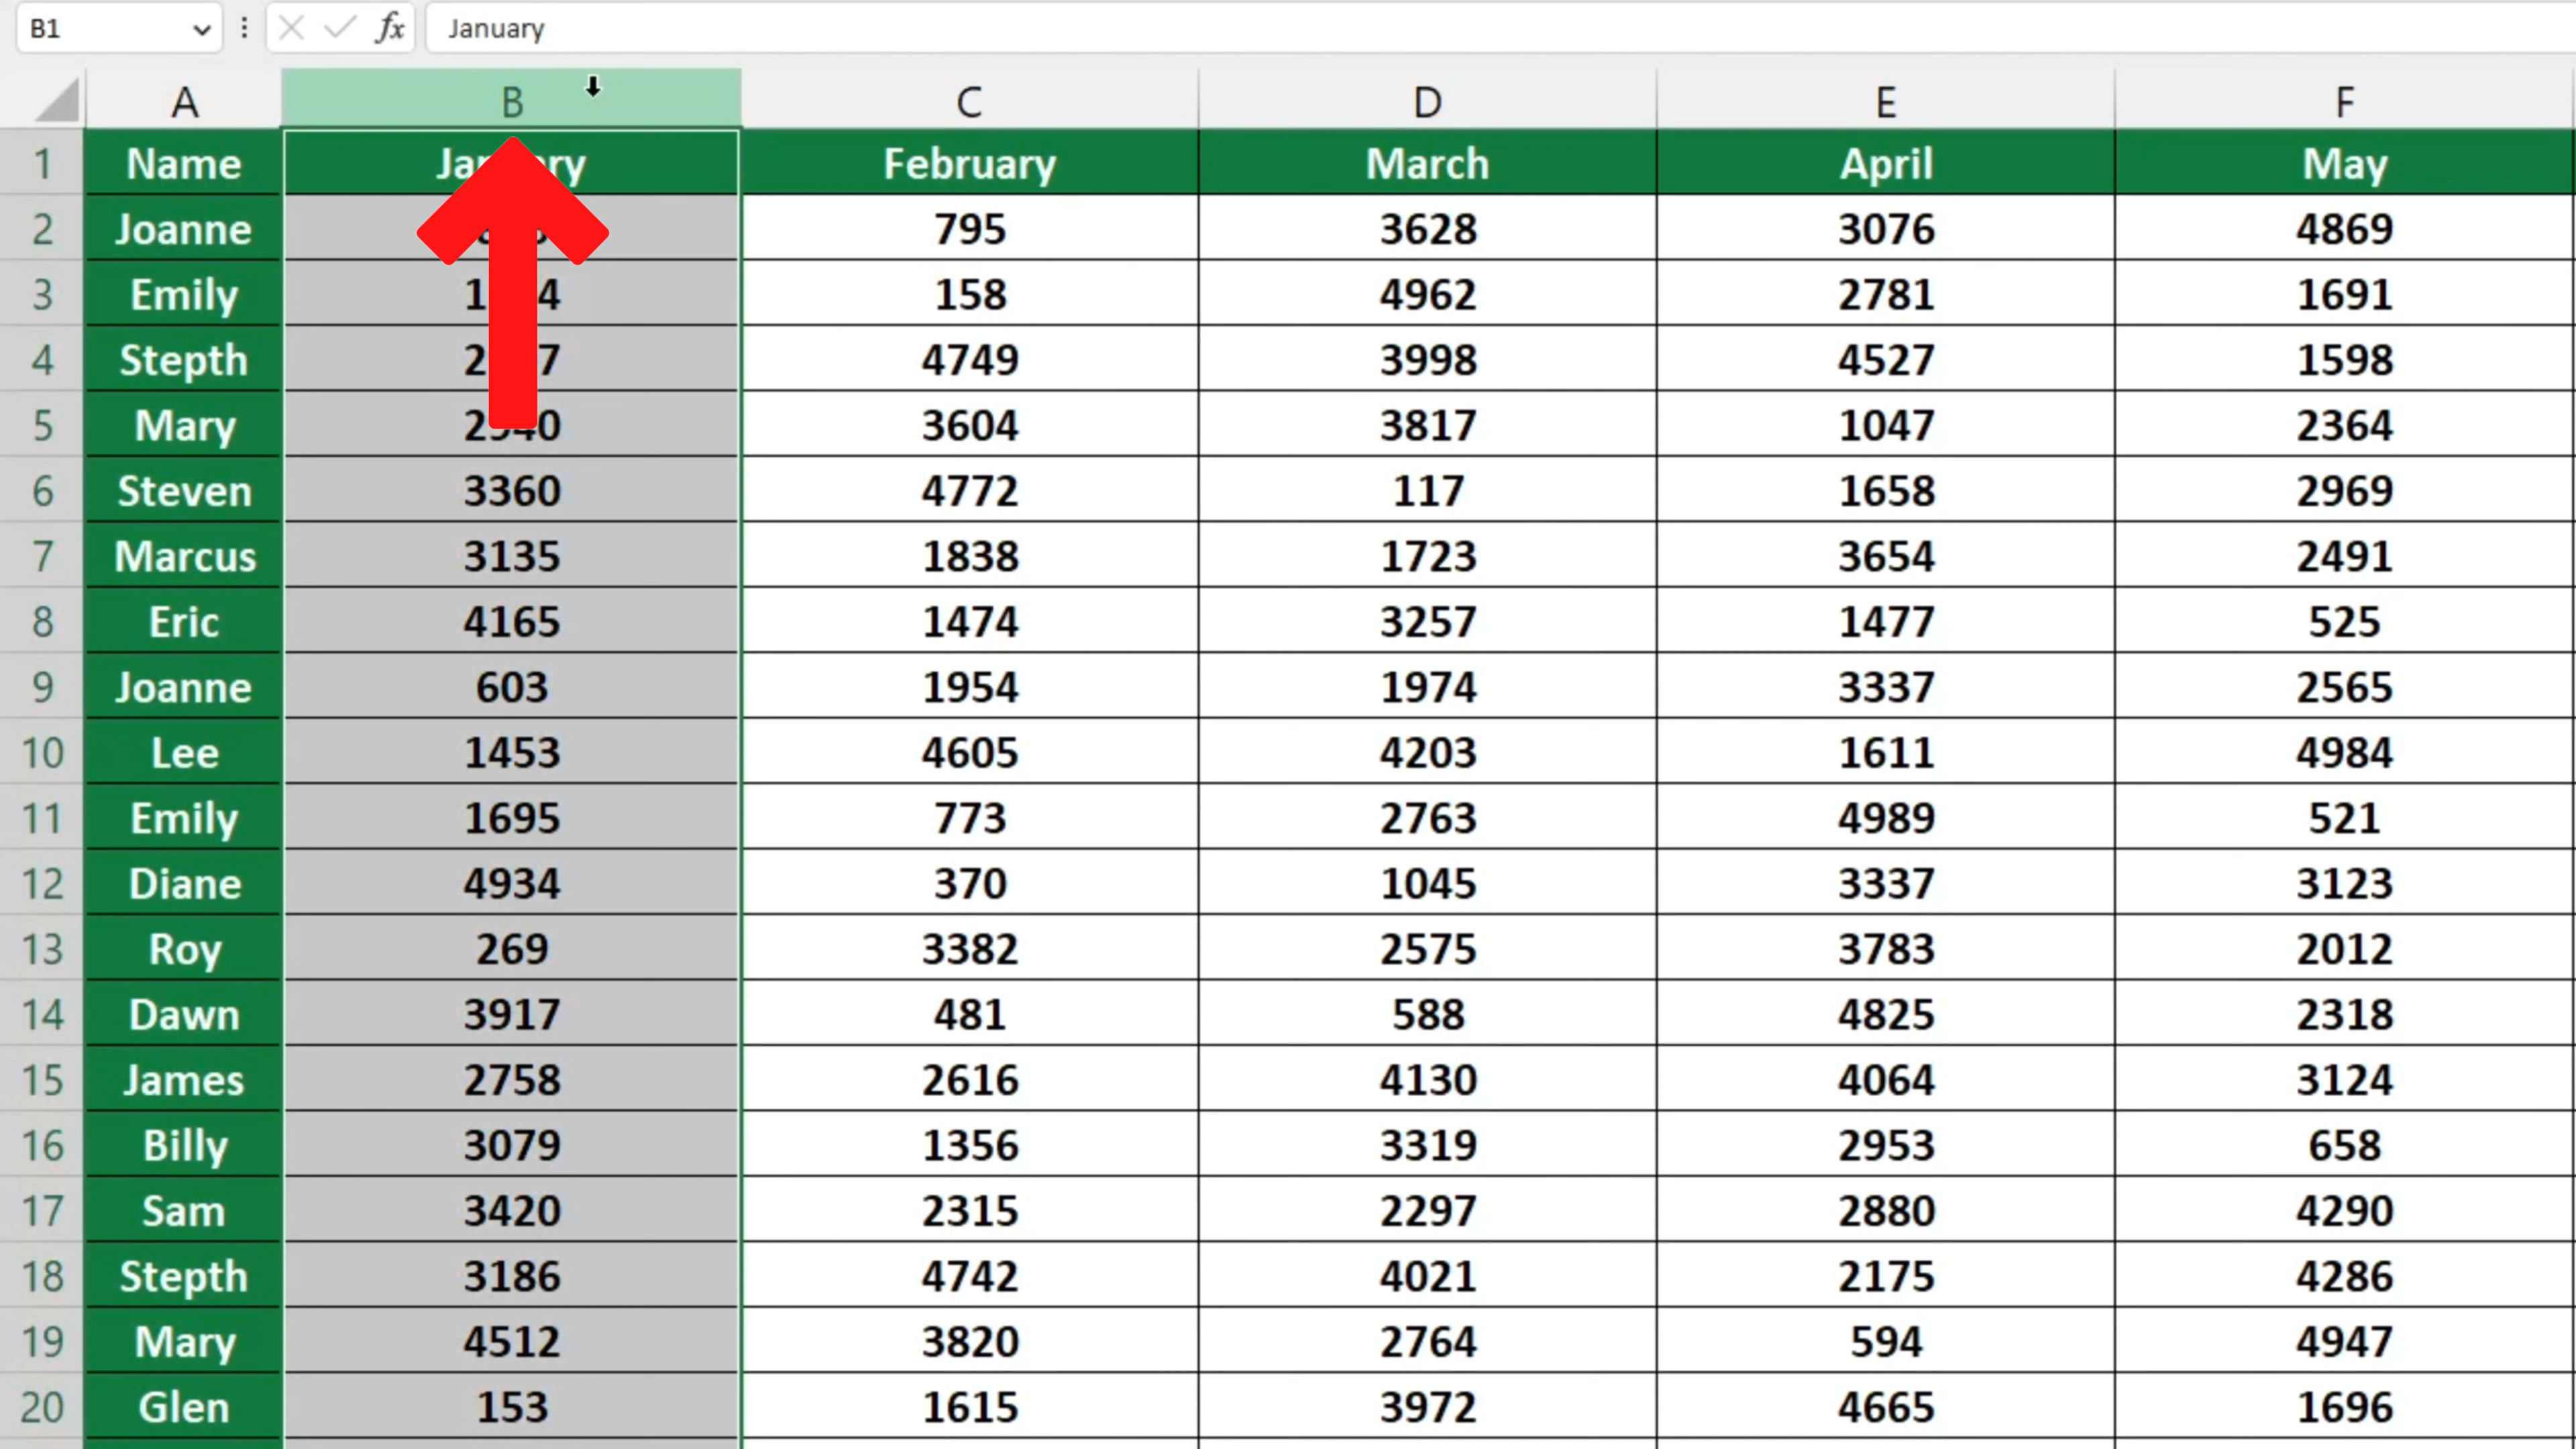 B1 fx January
A B C D E F
1 Name January February March April May
2 Joanne 795 3628 3076 4869
3 Emily 158 4962 2781 1691
4 Stepth 4749 3998 4527 1598
5 Mary 3604 3817 1047 2364
6 Steven 3360 4772 117 1658 2969
7 Marcus 3135 1838 1723 3654 2491
8 Eric 4165 1474 3257 1477 525
9 Joanne 603 1954 1974 3337 2565
10 Lee 1453 4605 4203 1611 4984
11 Emily 1695 773 2763 4989 521
12 Diane 4934 370 1045 3337 3123
13 Roy 269 3382 2575 3783 2012
14 Dawn 3917 481 588 4825 2318
15 James 2758 2616 4130 4064 3124
16 Billy 3079 1356 3319 2953 658
17 Sam 3420 2315 2297 2880 4290
18 Stepth 3186 4742 4021 2175 4286
19 Mary 4512 3820 2764 594 4947
20 Glen 153 1615 3972 4665 1696